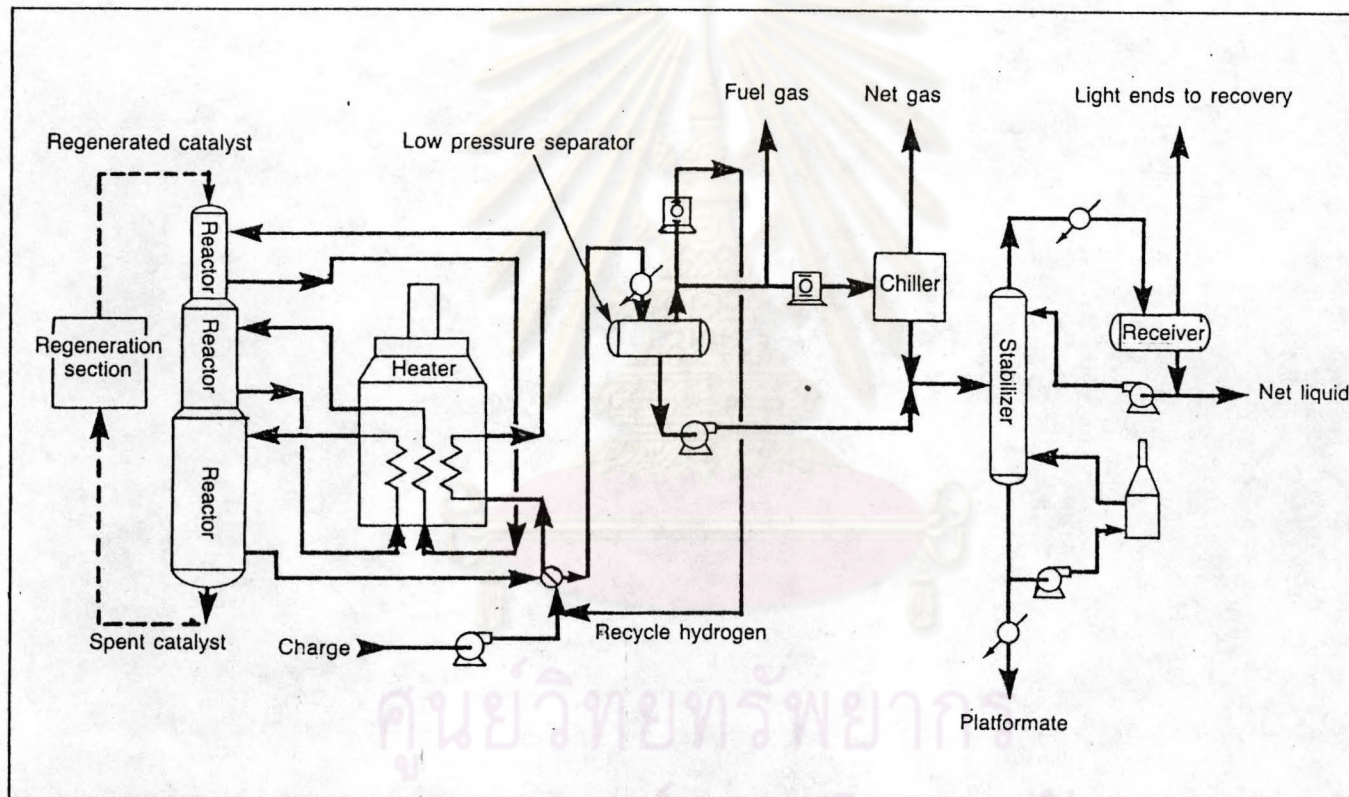 Fuel gas
Net gas
Light ends to recovery
Low pressure separator
Regenerated catalyst
Reactor
Reactor
Reactor
Regeneration
section
Heater
Chiller
Stabilizer
Receiver
Net liquid
Spent catalyst
Charge
Recycle hydrogen
Platformate
ศูนย์วิทยทรัพยากร